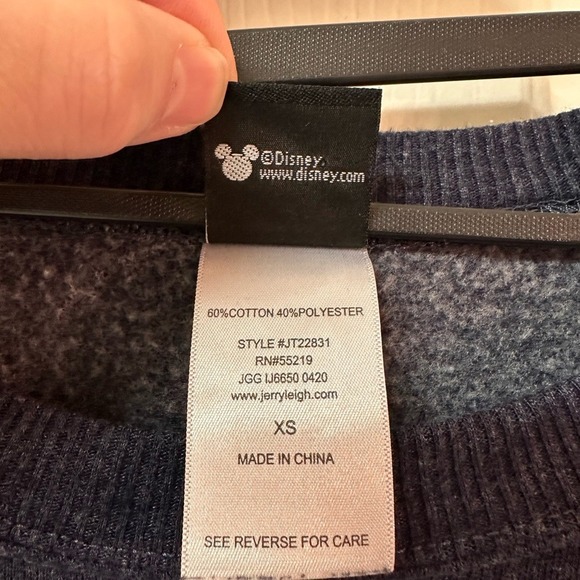 ©Disney.
www.disney.com
60%COTTON 40%POLYESTER
STYLE #JT22831
RN#55219
JGG IJ6650 0420
www.jerryleigh.com
XS
MADE IN CHINA
SEE REVERSE FOR CARE